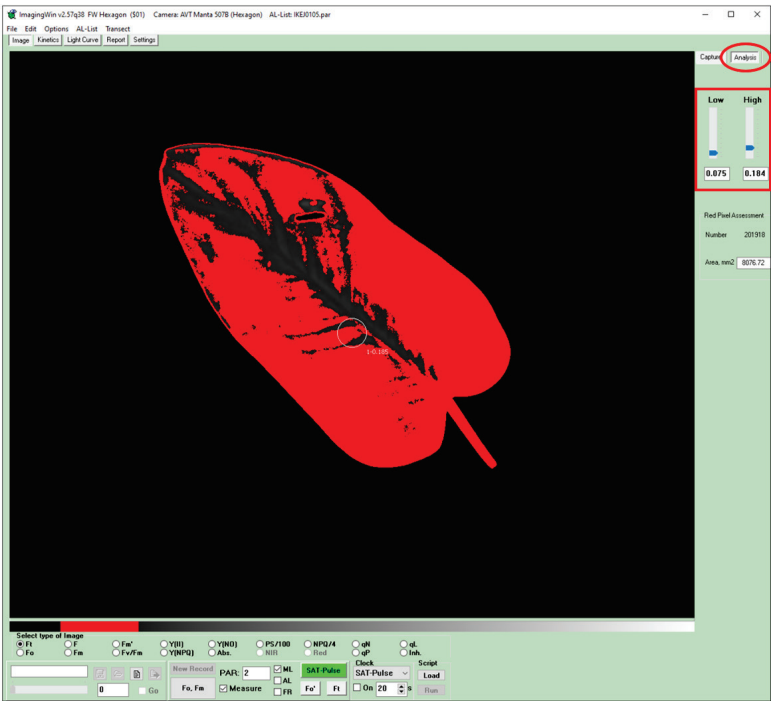 ImagingWin v2.57q38 FW Hexagon ($01) Camera: AVT Manta 507B (Hexagon) AL-List: IKEJ0105.par
File Edit Options AL-List Transect
Image Kinetics Light Curve Report Settings
Capture Analysis
Low High
0.075 0.184
Red Pixel Assessment
Number 201918
Area, mm2 8076.72
1-0.185
Select type of Image
Ft F Fm' Y(II) Y(NO) PS/100 NPQ/4 qN qL
Fo Fm Fv/Fm Y(NPQ) Abs. NIR Red qP Inh.
New Record PAR: 2 ML SAT-Pulse Clock Script
AL SAT-Pulse Load
0 Go Fo, Fm Measure FR Fo' Ft On 20 s Run